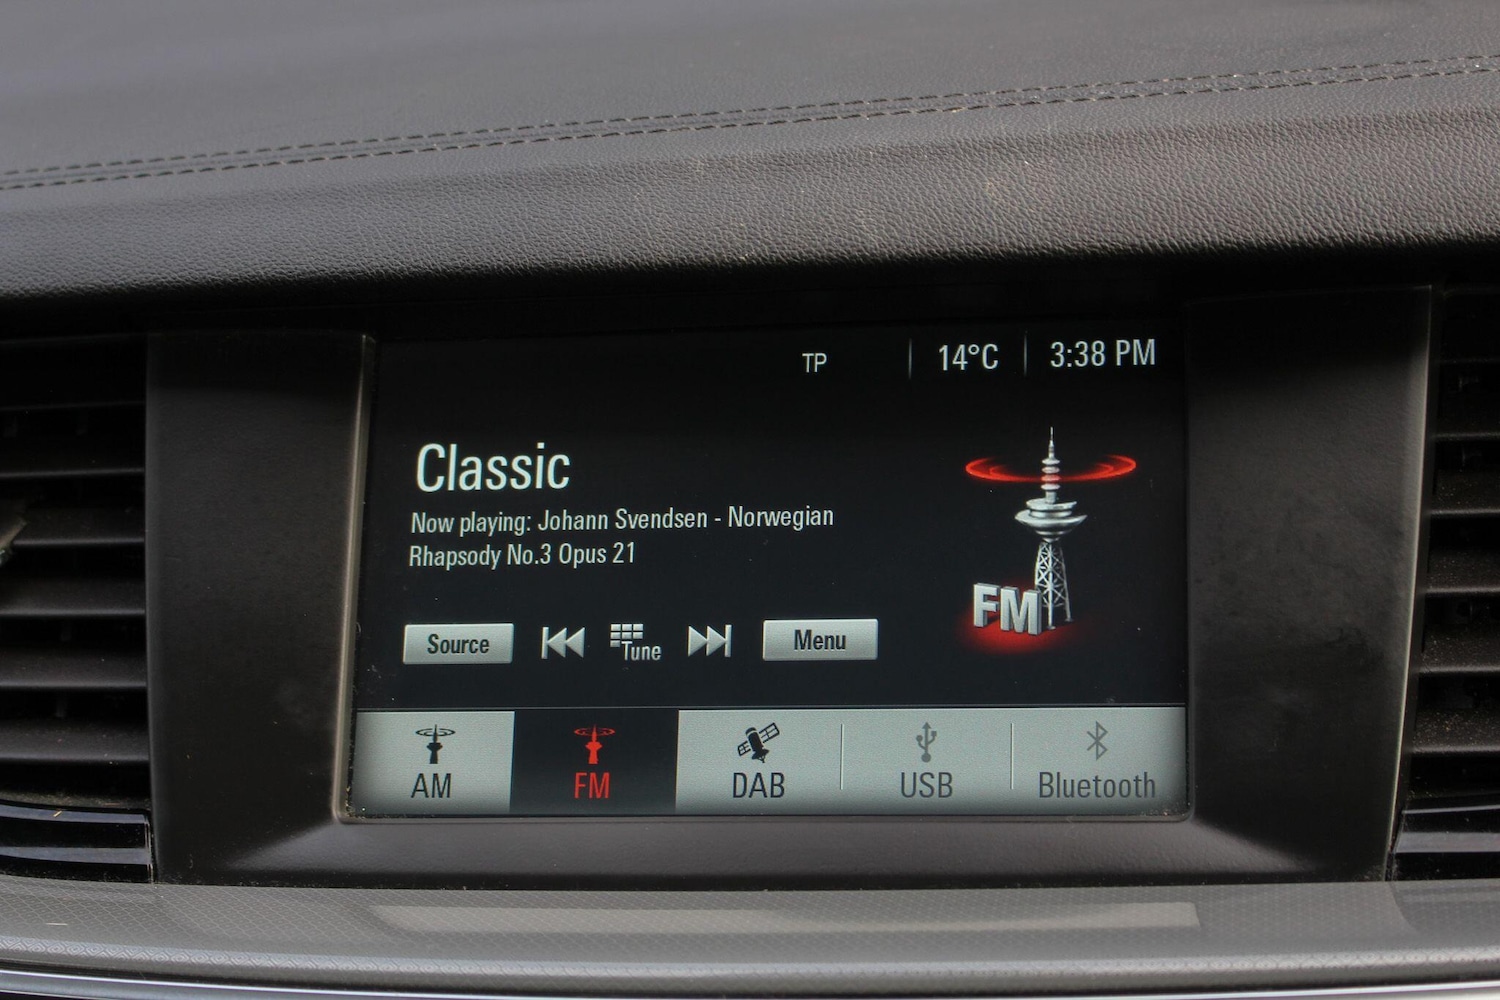 TP 14°C 3:38 PM
Classic
Now playing: Johann Svendsen - Norwegian
Rhapsody No.3 Opus 21
FM
Source Tune Menu
AM FM DAB USB Bluetooth